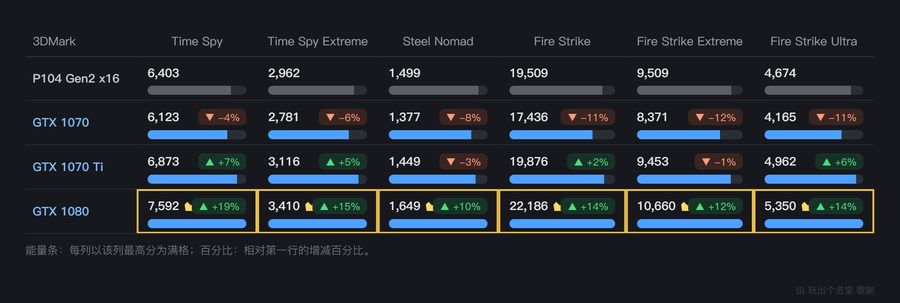 3DMark Time Spy Time Spy Extreme Steel Nomad Fire Strike Fire Strike Extreme Fire Strike Ultra
P104 Gen2 x16 6,403 2,962 1,499 19,509 9,509 4,674
GTX 1070 6,123 ▼ −4% 2,781 ▼ −6% 1,377 ▼ −8% 17,436 ▼ −11% 8,371 ▼ −12% 4,165 ▼ −11%
GTX 1070 Ti 6,873 ▲ +7% 3,116 ▲ +5% 1,449 ▼ −3% 19,876 ▲ +2% 9,453 ▼ −1% 4,962 ▲ +6%
GTX 1080 7,592 ▲ +19% 3,410 ▲ +15% 1,649 ▲ +10% 22,186 ▲ +14% 10,660 ▲ +12% 5,350 ▲ +14%
能量条：每列以该列最高分为满格；百分比：相对第一行的增减百分比。
由 玩出个名堂 倾制